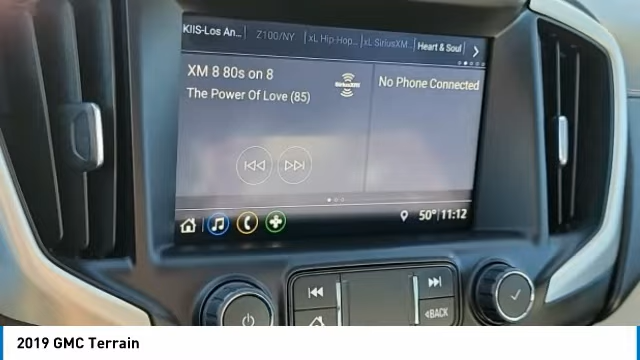 KIIS-Los An... Z100/NY xL Hip-Hop... xL SiriusXM... Heart & Soul
XM 8 80s on 8
The Power Of Love (85)
SiriusXM
No Phone Connected
50° 11:12
<BACK
2019 GMC Terrain